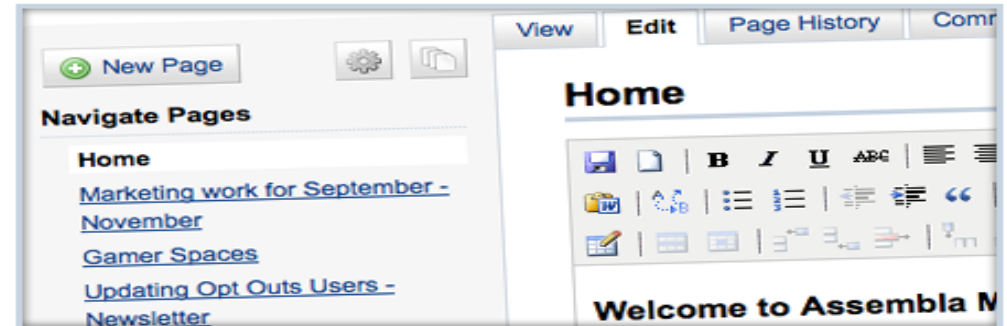 View Edit Page History
New Page
Home
Navigate Pages
B I U ABC
Home
Marketing work for September -
November
Gamer Spaces
Updating Opt Outs Users -
Newsletter
Welcome to Assembla